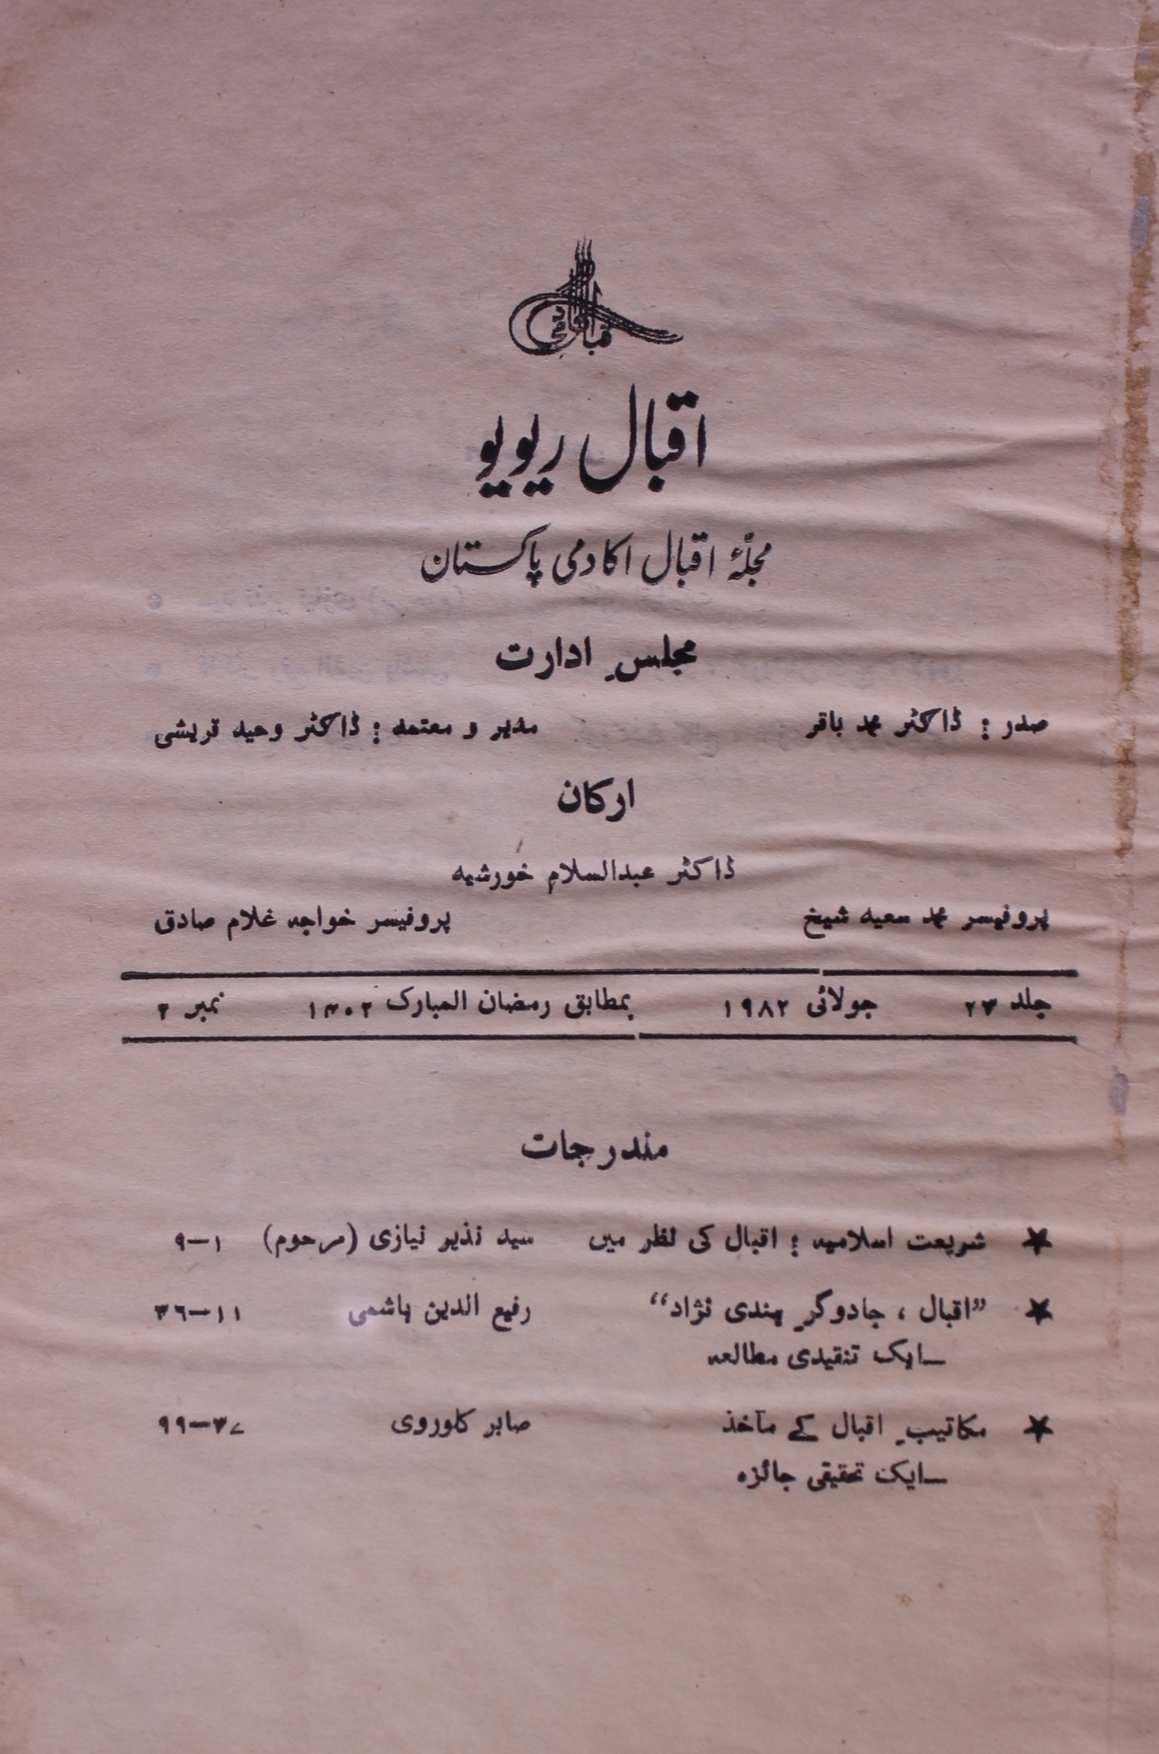 اقبال ریویو
مجلۂ اقبال اکادمی پاکستان
مجلسِ ادارت
صدر : ڈاکٹر محمد باقر مدیر و معتمد : ڈاکٹر وحید قریشی
ارکان
ڈاکٹر عبدالسلام خورشید
پروفیسر محمد سعید شیخ پروفیسر خواجہ غلام صادق
جلد ۲۳ جولائی ۱۹۸۲ بمطابق رمضان المبارک ۱۴۰۲ نمبر ۲
مندرجات
★ شریعت اسلامیہ : اقبال کی نظر میں سید نذیر نیازی (مرحوم) ۱-۹
★ ”اقبال ، جادوگرِ ہندی نژاد“ رفیع الدین ہاشمی ۱۱-۳۶
—ایک تنقیدی مطالعہ
★ مکاتیبِ اقبال کے مآخذ صابر کلوروی ۳۷-۹۹
—ایک تحقیقی جائزہ